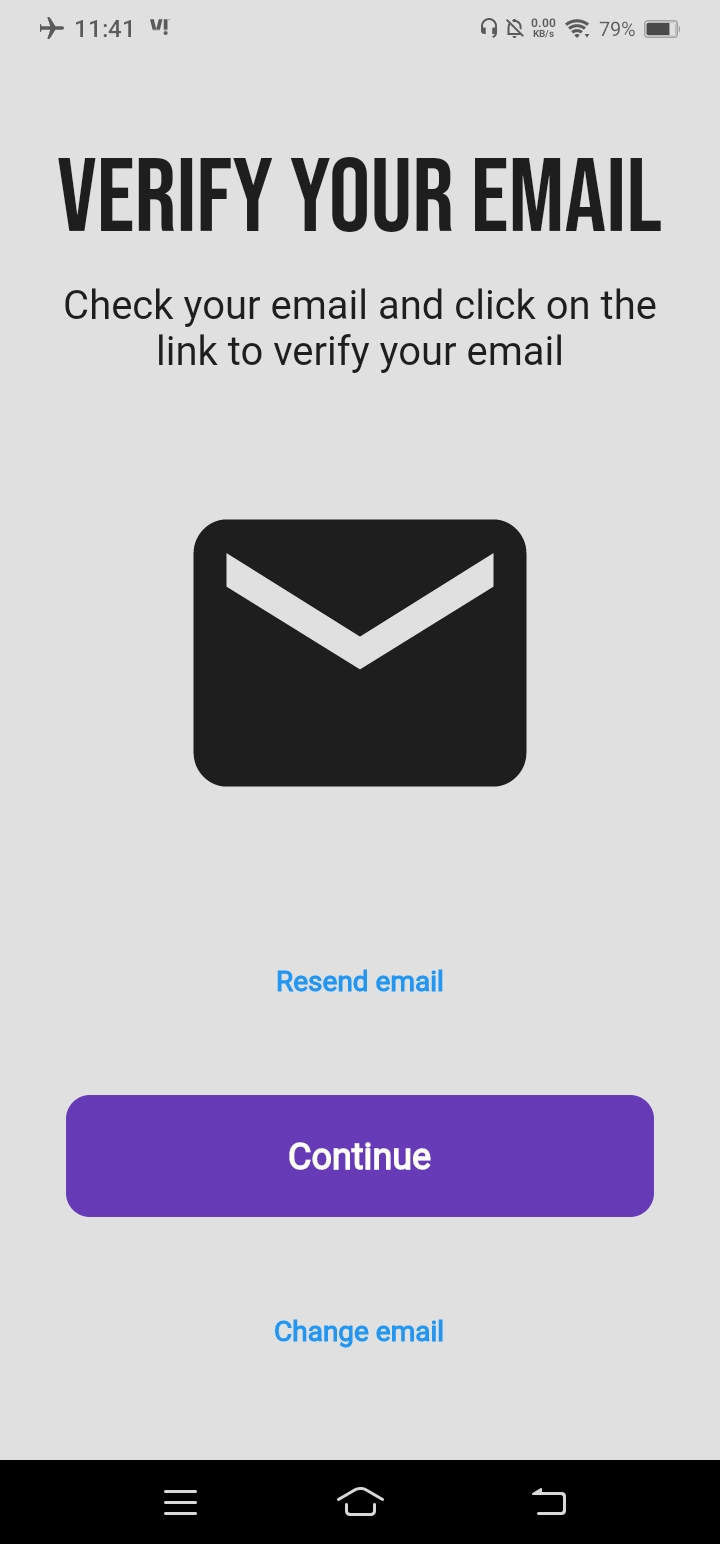 11:41 V!
0.00
KB/s
79%
VERIFY YOUR EMAIL
Check your email and click on the
link to verify your email
Resend email
Continue
Change email